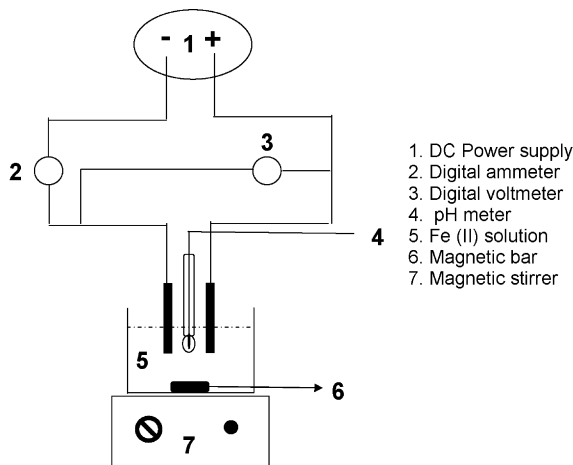 - 1 +
2
3
4
5
6
7
1. DC Power supply
2. Digital ammeter
3. Digital voltmeter
4. pH meter
5. Fe (II) solution
6. Magnetic bar
7. Magnetic stirrer